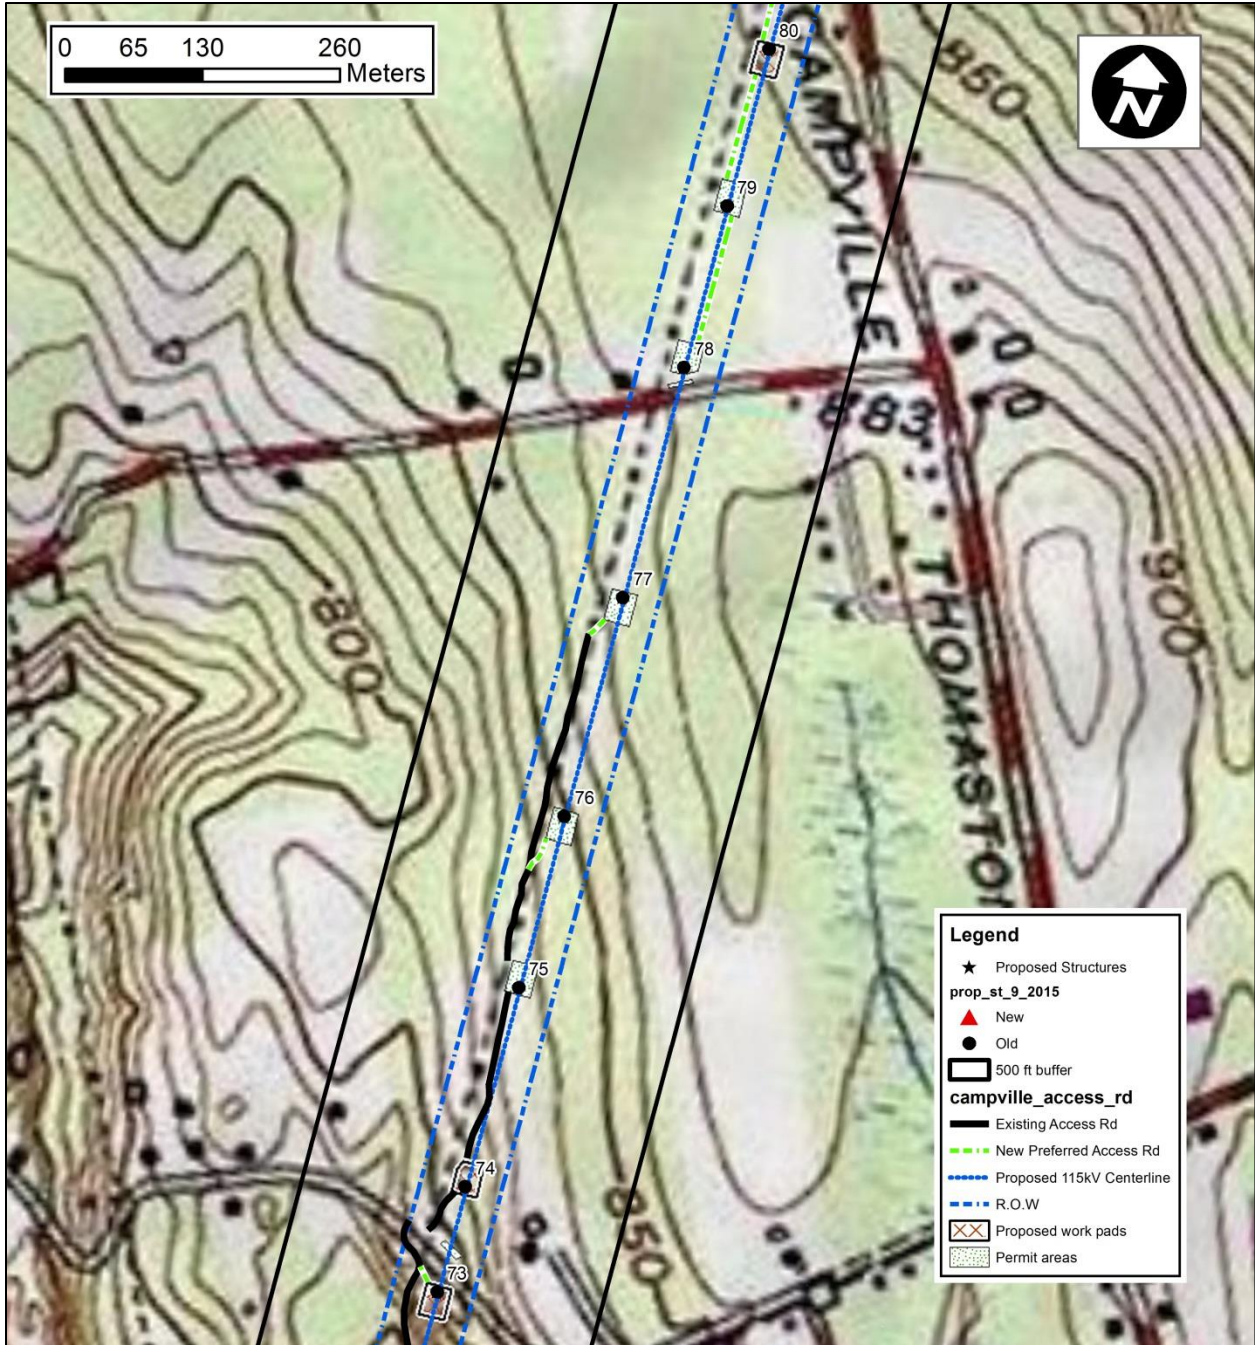 0 65 130 260
Meters
N
80
CAMPVILLE
850
79
78
883
77
THOMASTON
800
900
76
75
74
850
73
Legend
Proposed Structures
prop_st_9_2015
New
Old
500 ft buffer
campville_access_rd
Existing Access Rd
New Preferred Access Rd
Proposed 115kV Centerline
R.O.W
Proposed work pads
Permit areas